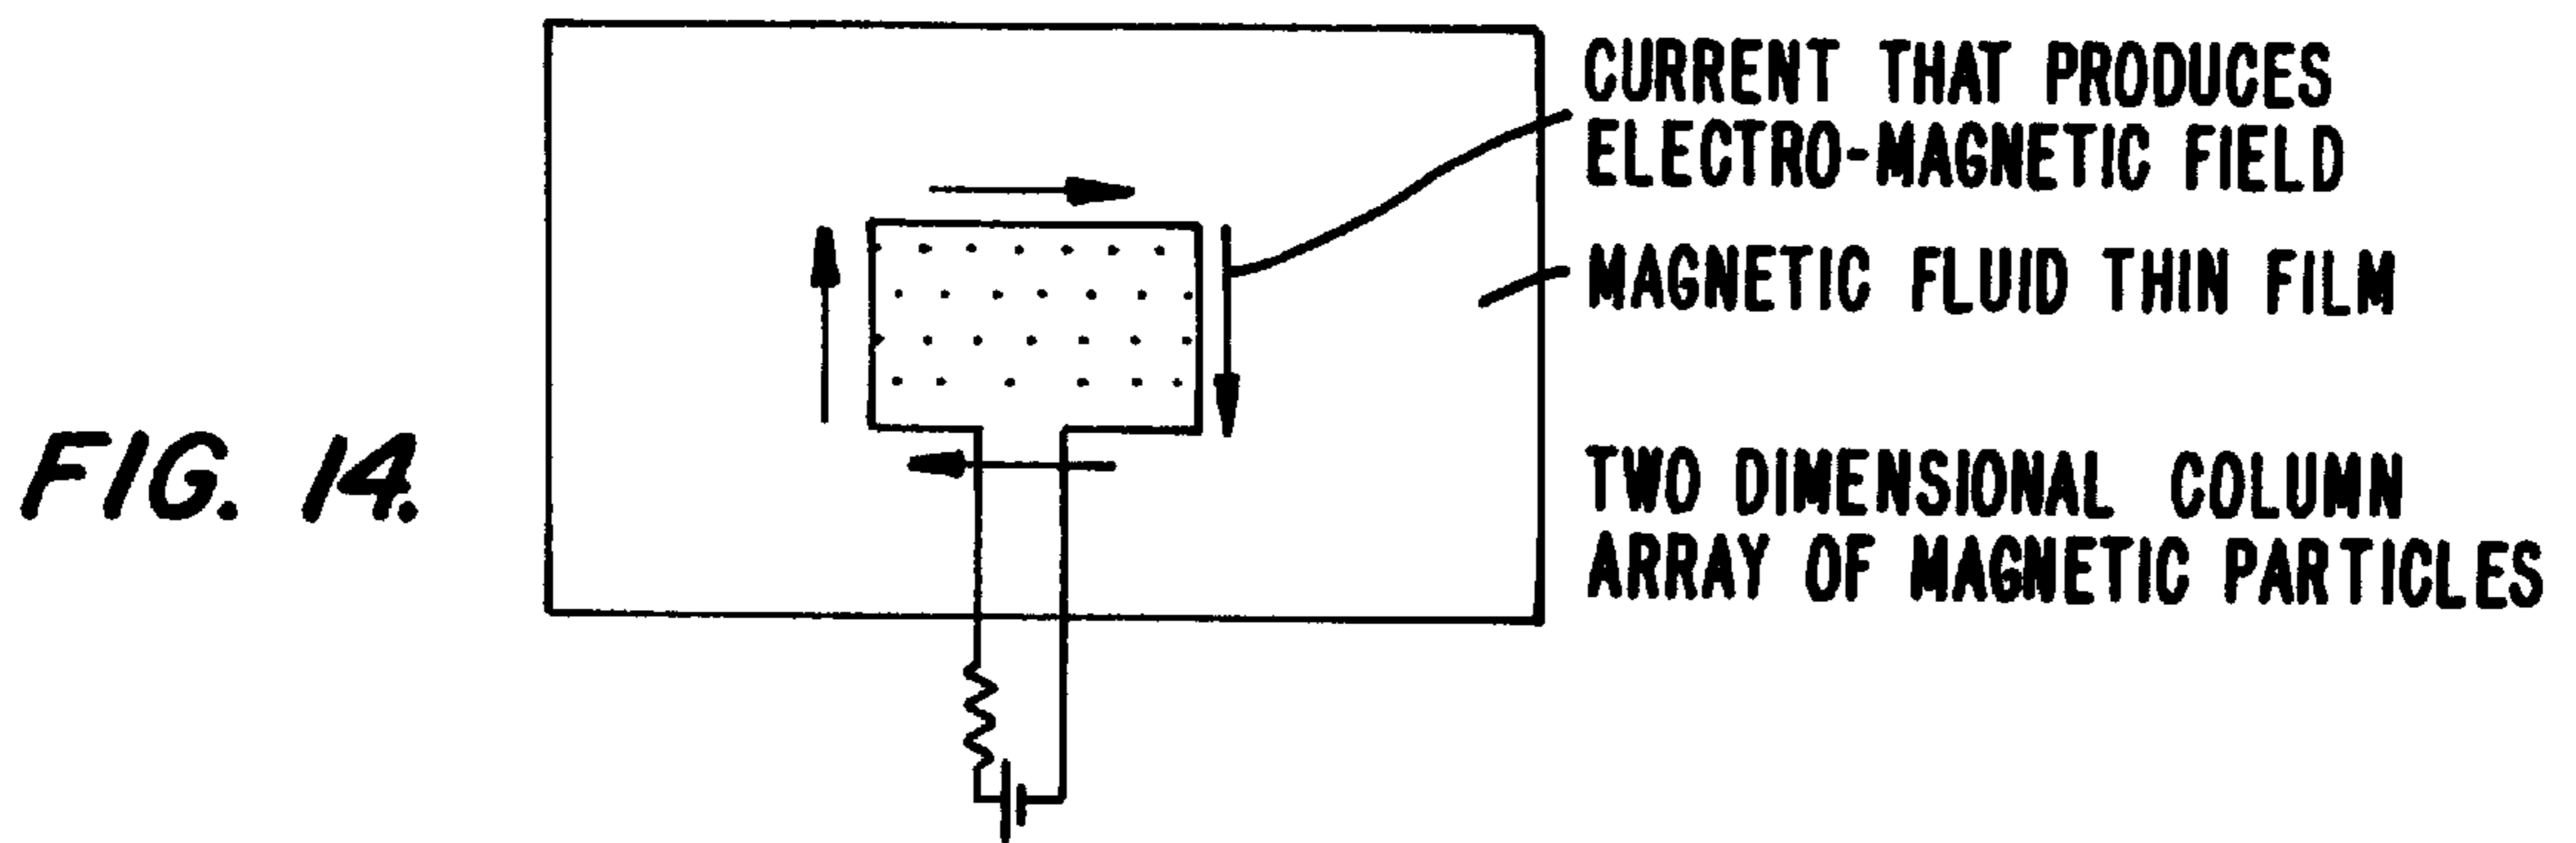 CURRENT THAT PRODUCES
ELECTRO-MAGNETIC FIELD
MAGNETIC FLUID THIN FILM
FIG. 14.
TWO DIMENSIONAL COLUMN
ARRAY OF MAGNETIC PARTICLES